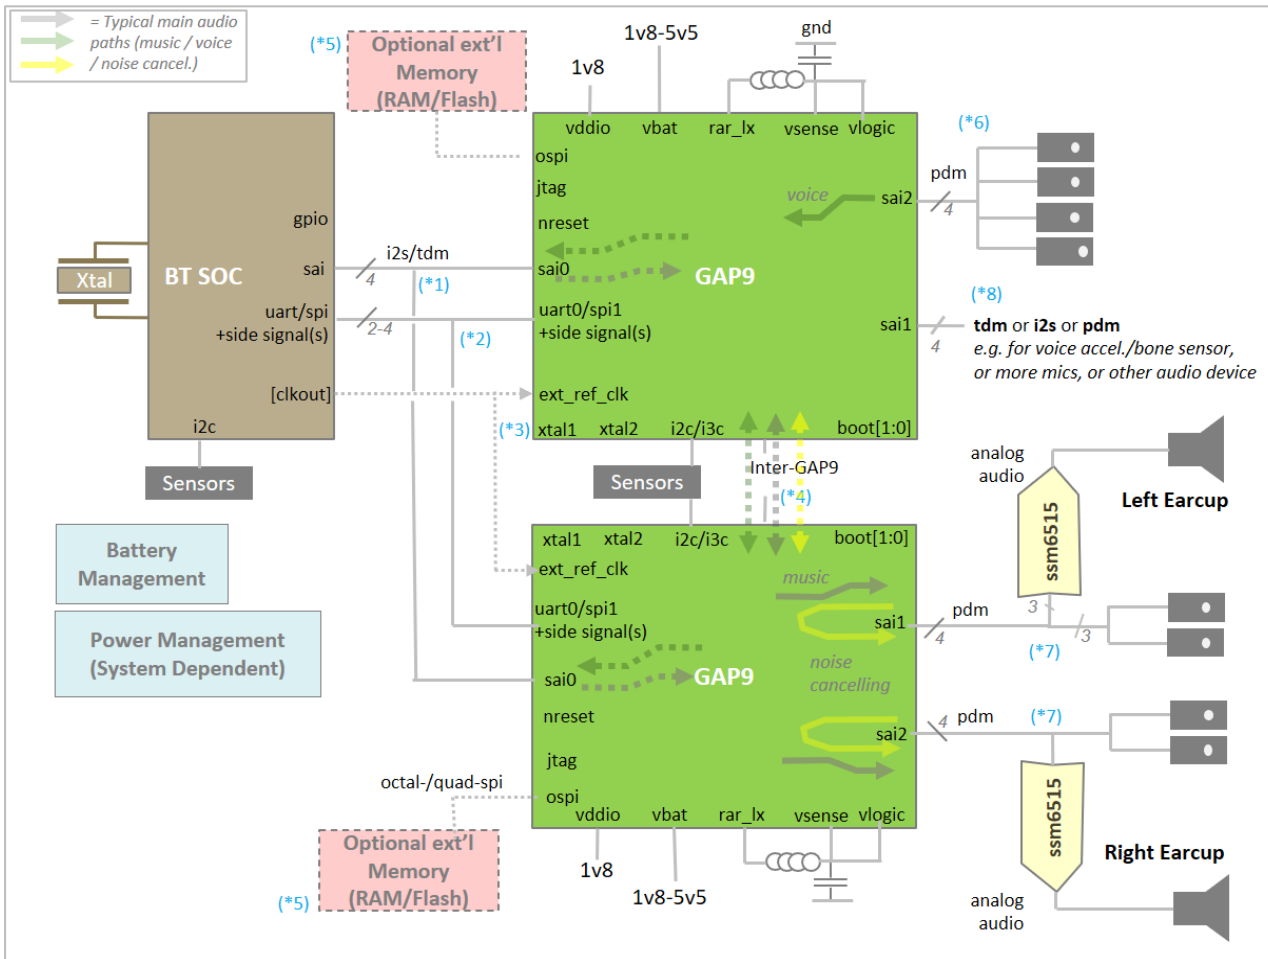 = Typical main audio
paths (music / voice
/ noise cancel.)
(*5)
Optional ext'l
Memory
(RAM/Flash)
1v8
1v8-5v5
gnd
vddio
vbat
rar_lx
vsense
vlogic
ospi
jtag
nreset
sai0
uart0/spi1
+side signal(s)
ext_ref_clk
xtal1
xtal2
i2c/i3c
boot[1:0]
GAP9
voice
sai2
sai1
pdm
4
(*6)
(*8)
4
tdm or i2s or pdm
e.g. for voice accel./bone sensor,
or more mics, or other audio device
Xtal
BT SOC
gpio
sai
uart/spi
+side signal(s)
[clkout]
i2c
i2s/tdm
4
(*1)
2-4
(*2)
(*3)
Sensors
Sensors
Inter-GAP9
(*4)
Battery
Management
Power Management
(System Dependent)
xtal1
xtal2
i2c/i3c
boot[1:0]
ext_ref_clk
uart0/spi1
+side signal(s)
sai0
nreset
jtag
ospi
GAP9
music
sai1
noise
cancelling
sai2
vddio
vbat
rar_lx
vsense
vlogic
octal-/quad-spi
Optional ext'l
Memory
(RAM/Flash)
(*5)
1v8
1v8-5v5
analog
audio
Left Earcup
ssm6515
3
pdm
4
3
(*7)
4
pdm
(*7)
ssm6515
Right Earcup
analog
audio